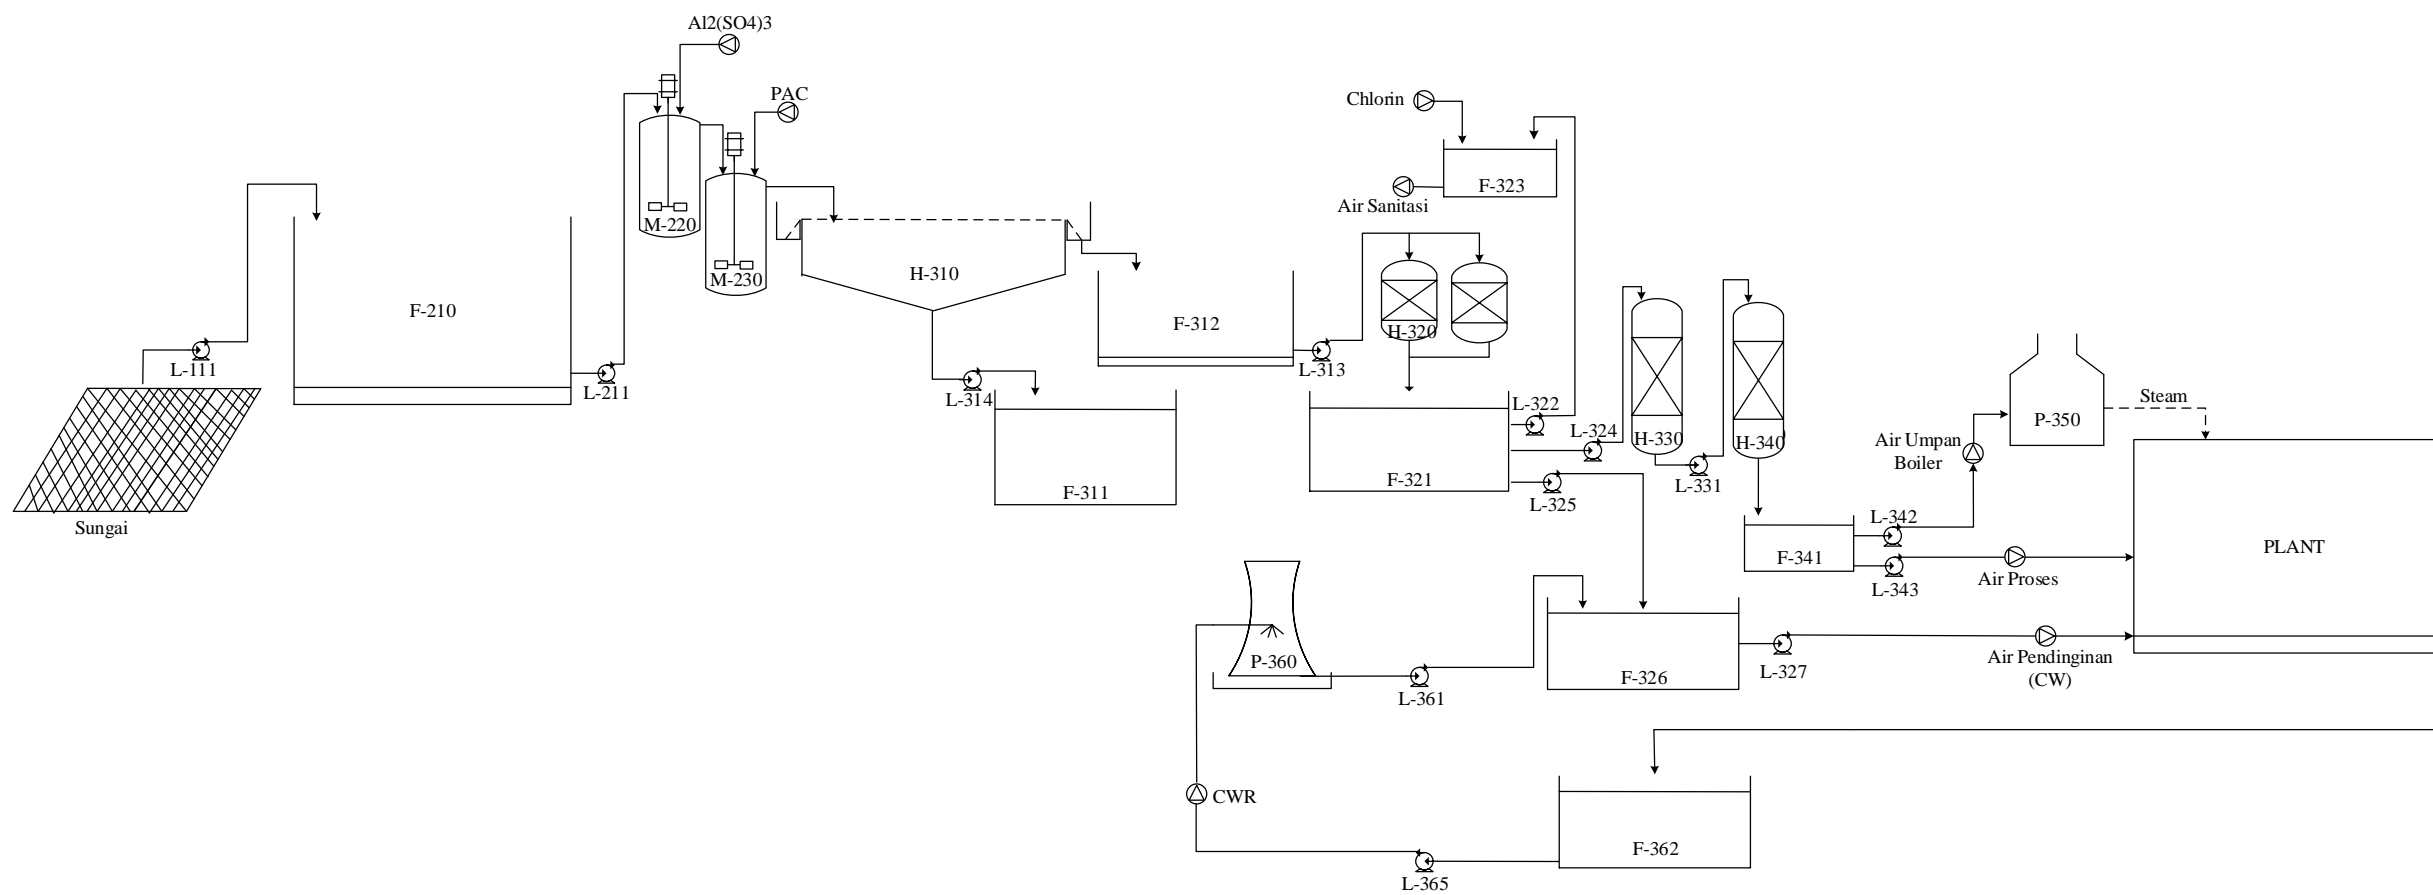 Al2(SO4)3
PAC
Chlorin
F-323
Air Sanitasi
M-220
M-230
H-310
F-210
F-312
H-320
L-111
L-313
L-211
L-314
L-322
L-324
H-330
H-340
Steam
P-350
Air Umpan
Boiler
F-311
F-321
L-325
L-331
L-342
Sungai
F-341
L-343
Air Proses
PLANT
P-360
F-326
L-327
Air Pendinginan
(CW)
L-361
CWR
F-362
L-365